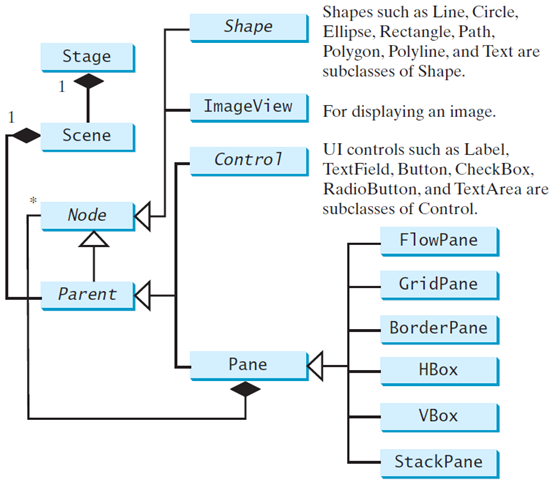 Stage
1
Scene
1
*
Node
Parent
Shape
Shapes such as Line, Circle,
Ellipse, Rectangle, Path,
Polygon, Polyline, and Text are
subclasses of Shape.
ImageView
For displaying an image.
Control
UI controls such as Label,
TextField, Button, CheckBox,
RadioButton, and TextArea are
subclasses of Control.
Pane
FlowPane
GridPane
BorderPane
HBox
VBox
StackPane